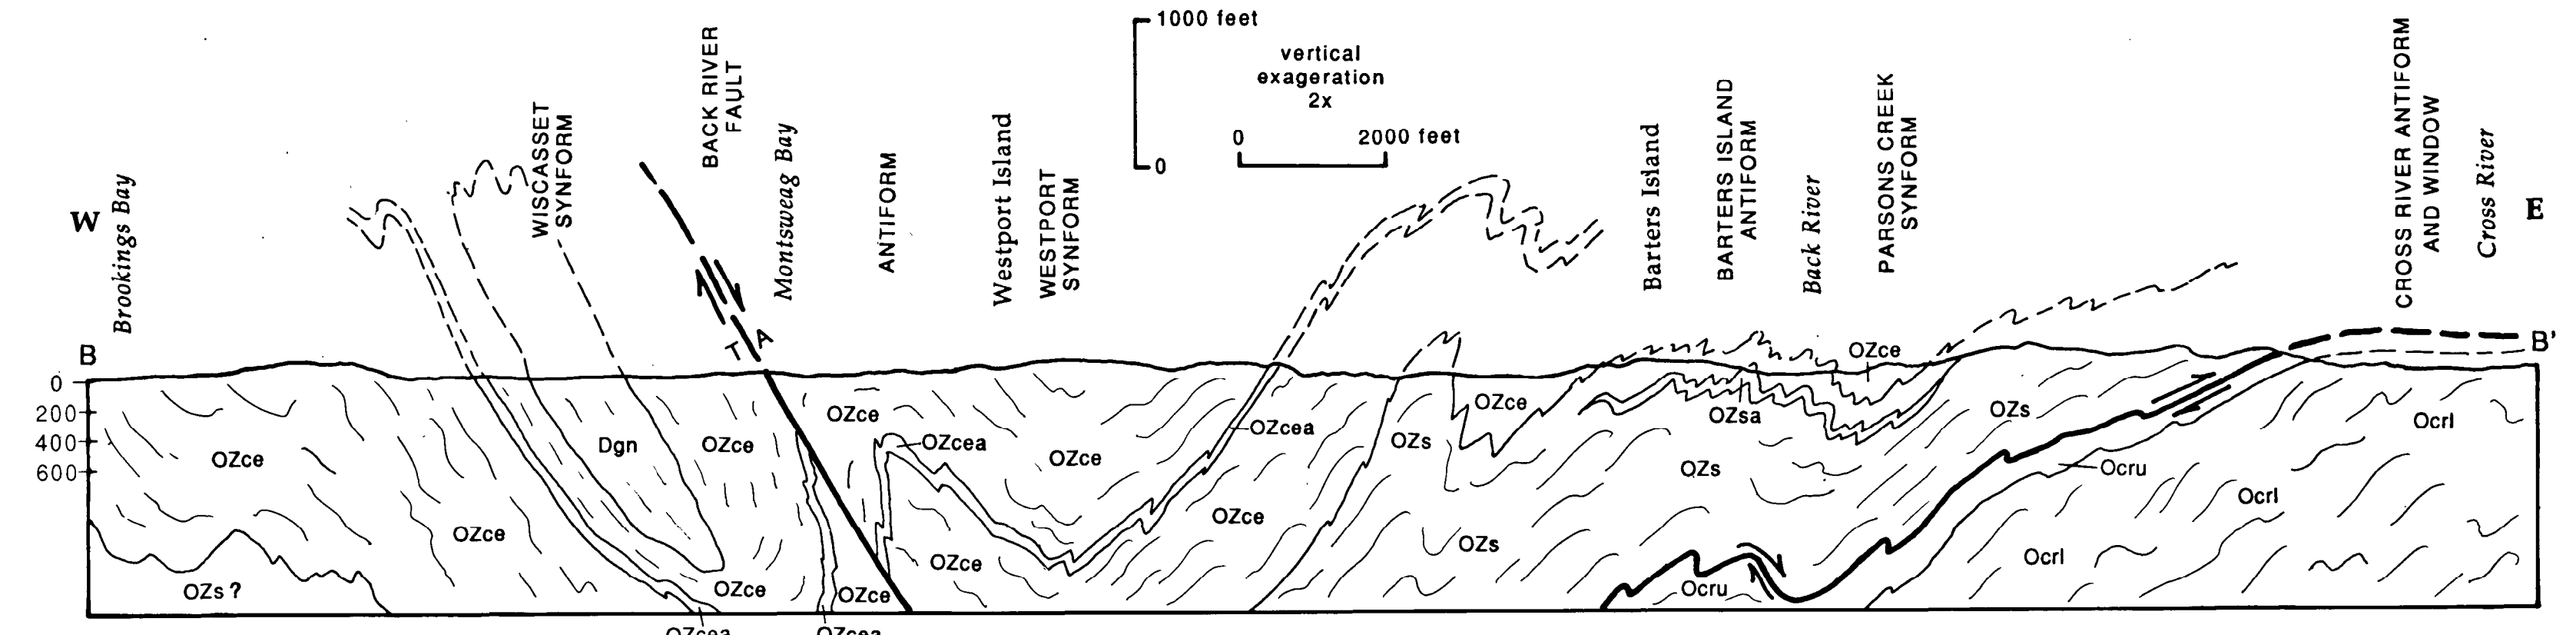 1000 feet
vertical
exageration
2x
0
2000 feet
0
W
Brookings Bay
WISCASSET
SYNFORM
BACK RIVER
FAULT
Montsweag Bay
ANTIFORM
Westport Island
WESTPORT
SYNFORM
Barters Island
BARTERS ISLAND
ANTIFORM
Back River
PARSONS CREEK
SYNFORM
CROSS RIVER ANTIFORM
AND WINDOW
Cross River
E
T A
B
B'
OZce
0
200
400
600
OZce
OZce
OZs ?
Dgn
OZce
OZce
OZce
OZce
OZcea
OZce
OZce
OZcea
OZce
OZs
OZce
OZs
OZsa
OZs
OZs
Ocru
Ocru
Ocrl
Ocrl
Ocrl
OZcea
OZcea